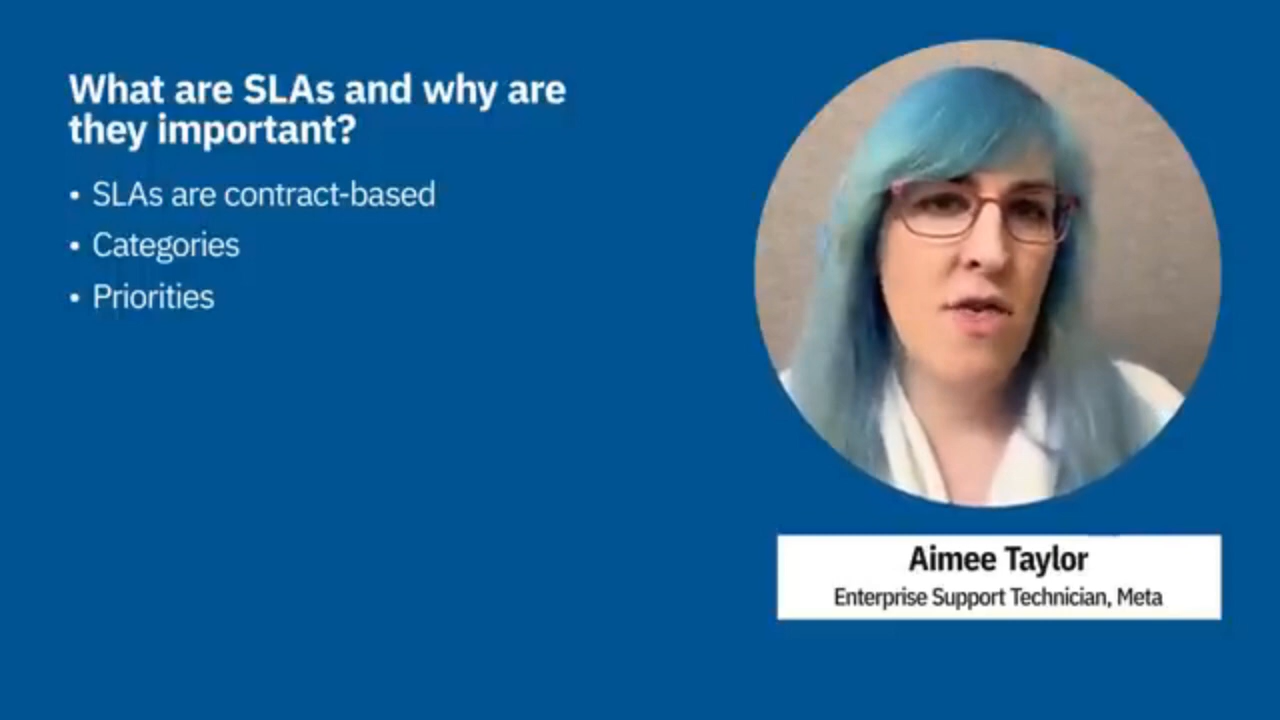 What are SLAs and why are
they important?
• SLAs are contract-based
• Categories
• Priorities
Aimee Taylor
Enterprise Support Technician, Meta